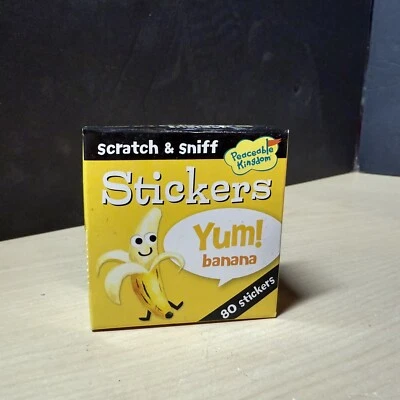 scratch & sniff
Peaceable
Kingdom
Stickers
Yum!
banana
80 stickers